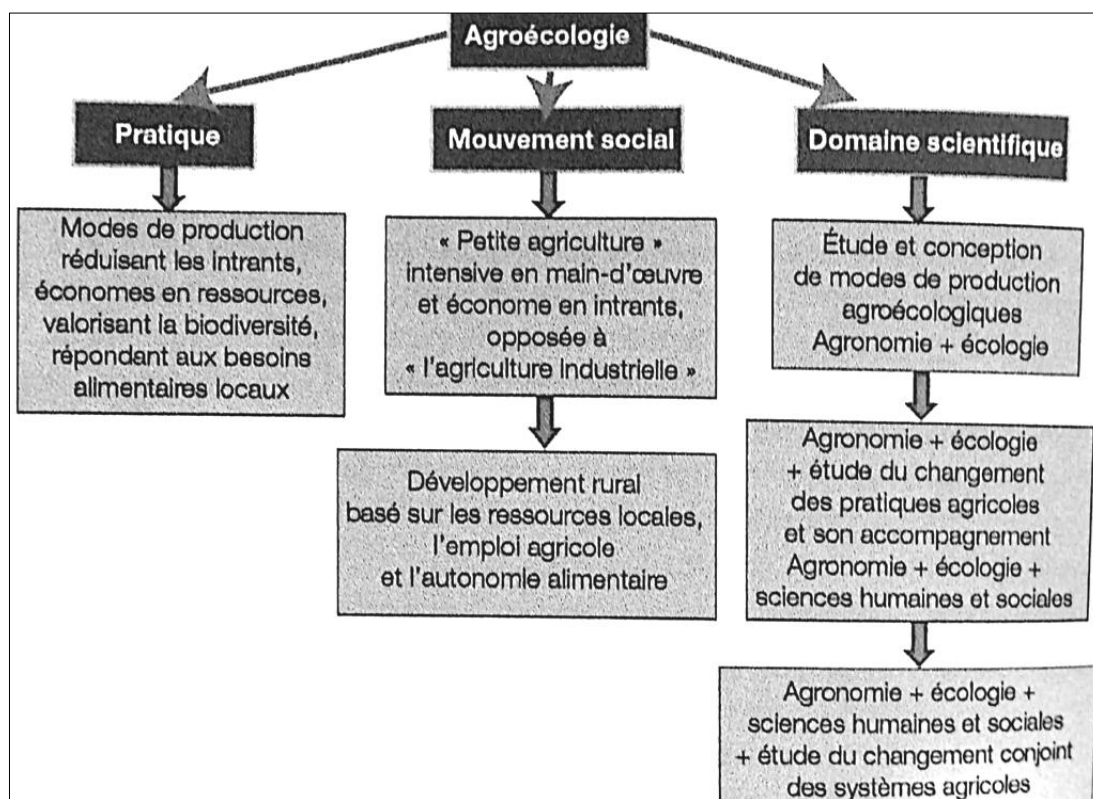 Agroécologie
Pratique
Modes de production
réduisant les intrants,
économes en ressources,
valorisant la biodiversité,
répondant aux besoins
alimentaires locaux
Mouvement social
« Petite agriculture »
intensive en main-d'œuvre
et économe en intrants,
opposée à
« l'agriculture industrielle »
Développement rural
basé sur les ressources locales,
l'emploi agricole
et l'autonomie alimentaire
Domaine scientifique
Étude et conception
de modes de production
agroécologiques
Agronomie + écologie
Agronomie + écologie
+ étude du changement
des pratiques agricoles
et son accompagnement
Agronomie + écologie +
sciences humaines et sociales
Agronomie + écologie +
sciences humaines et sociales
+ étude du changement conjoint
des systèmes agricoles